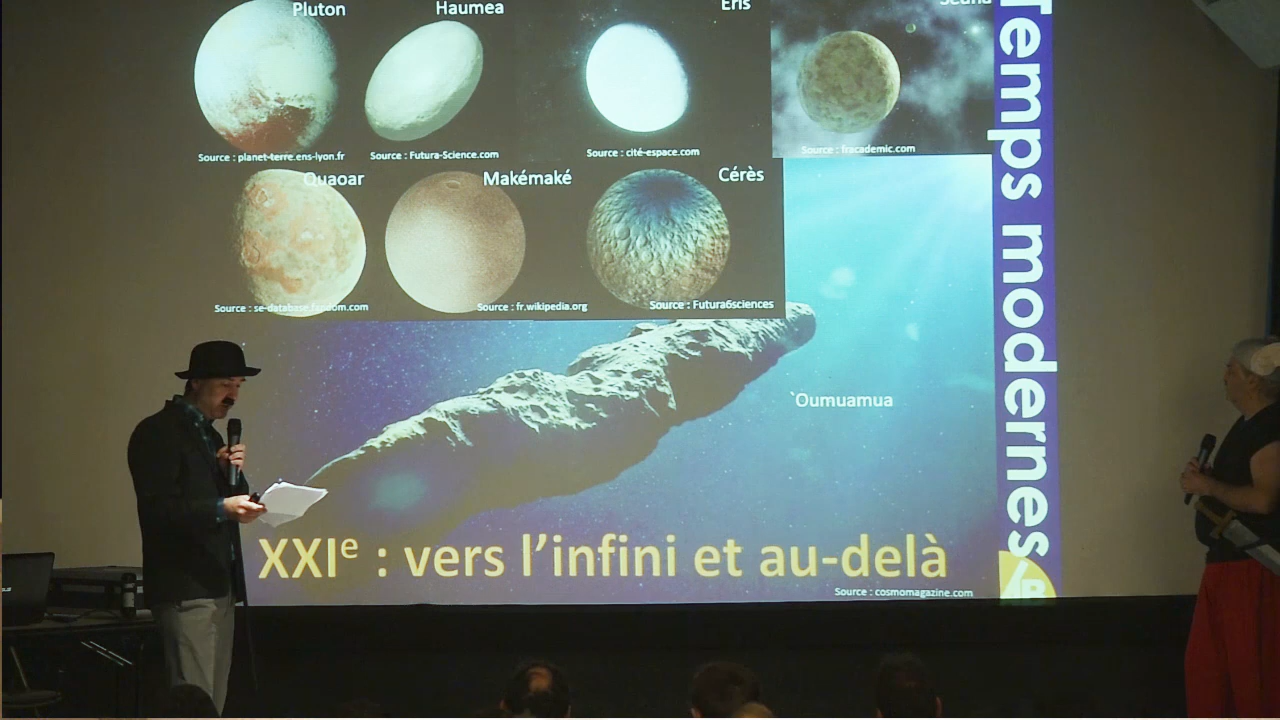 Pluton
Haumea
Eris
Sedna
Source : planet-terre.ens-lyon.fr
Source : Futura-Science.com
Source : cité-espace.com
Source : fracademic.com
Quaoar
Makémaké
Cérès
Source : se-database.fandom.com
Source : fr.wikipedia.org
Source : Futura6sciences
`Oumuamua
XXIe : vers l’infini et au-delà
Source : cosmomagazine.com
Temps modernes